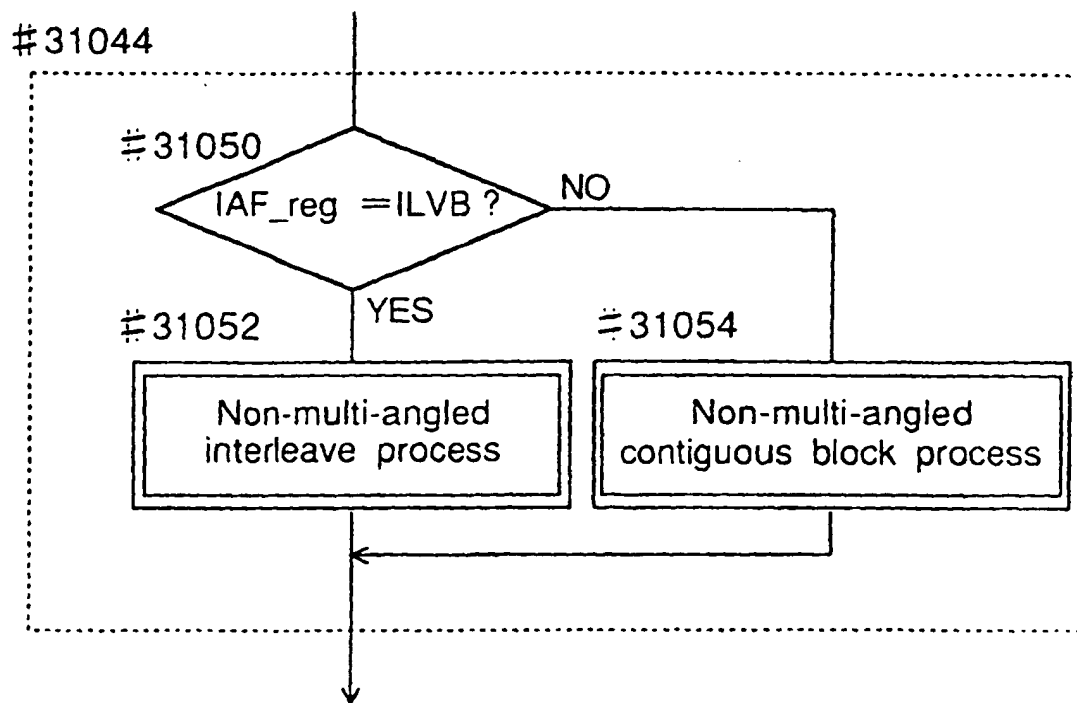 #31044
#31050
IAF_reg =ILVB ?
NO
YES
#31052
#31054
Non-multi-angled
interleave process
Non-multi-angled
contiguous block process